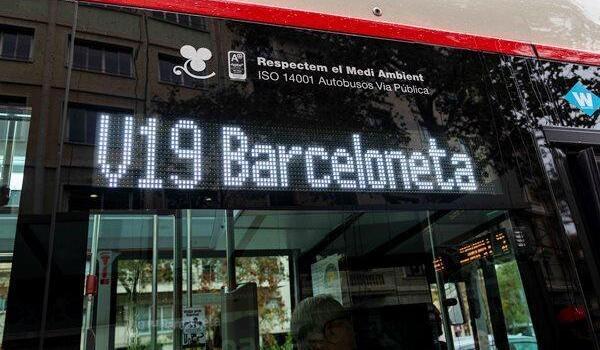 Respectem el Medi Ambient
ISO 14001 Autobusos Via Pública
W
V19 Barceloneta